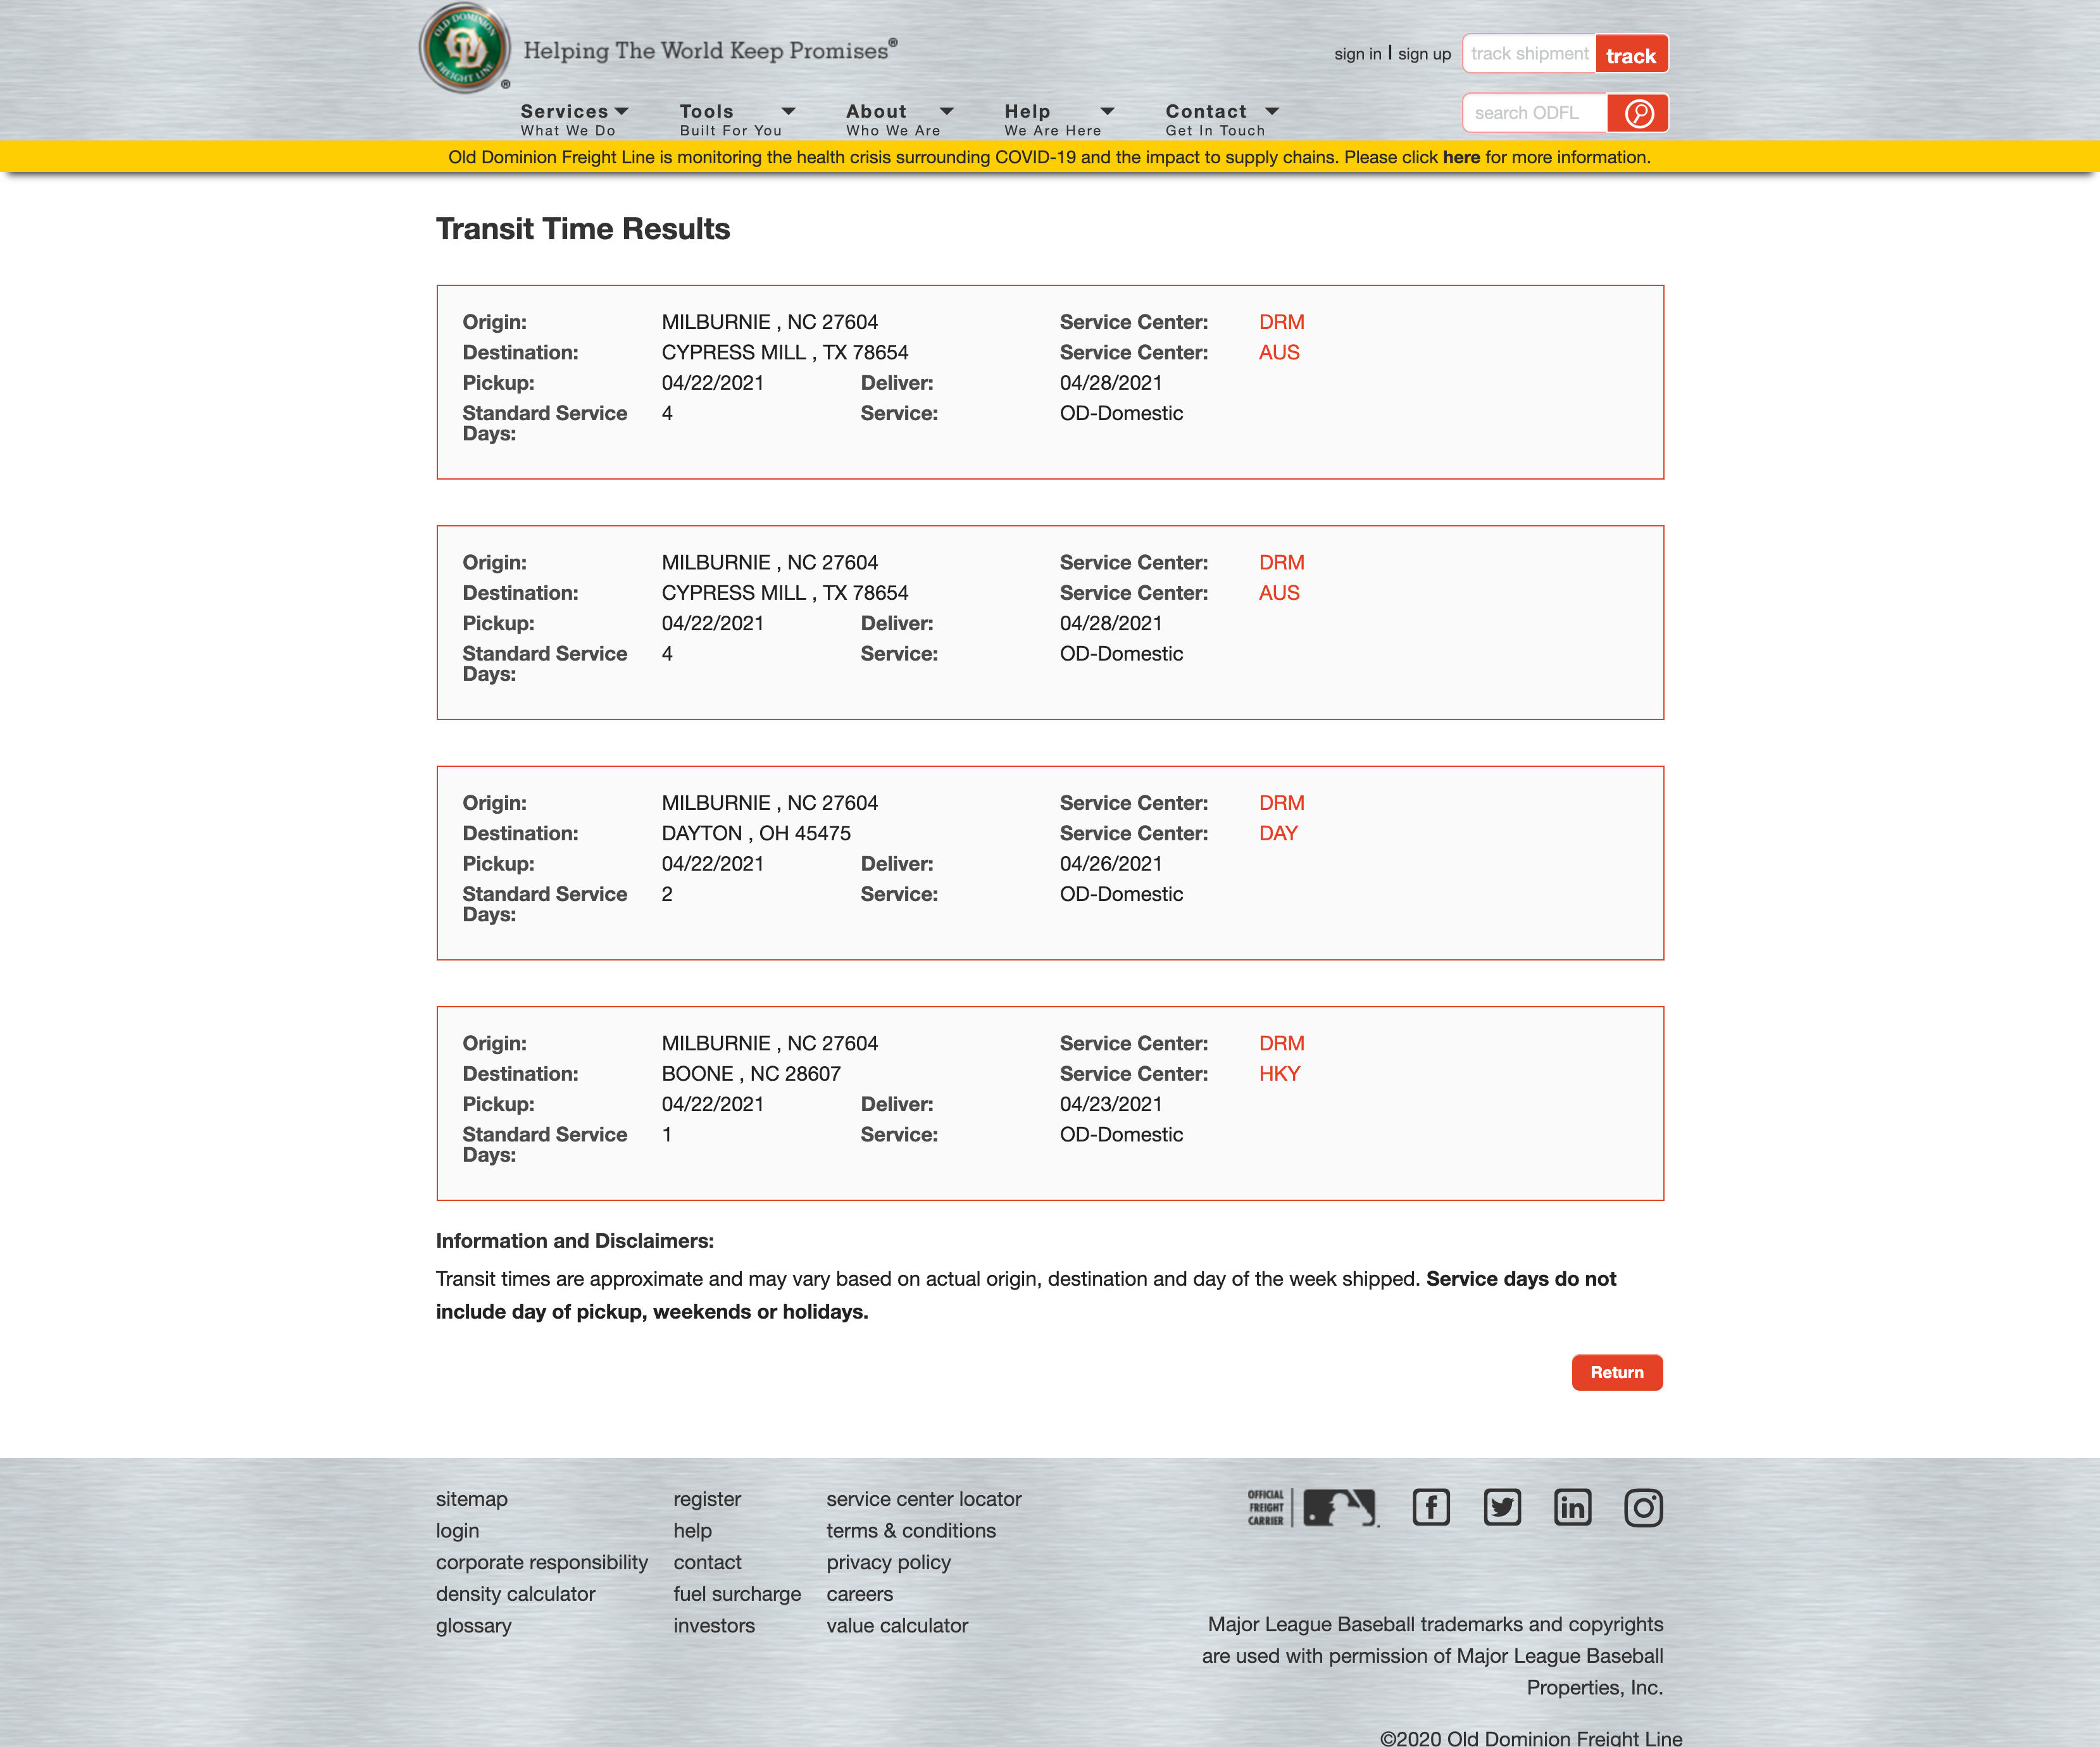 OLD DOMINION
OD
FREIGHT LINE
®
Helping The World Keep Promises®
sign in | sign up
track shipment track
Services
What We Do
Tools
Built For You
About
Who We Are
Help
We Are Here
Contact
Get In Touch
search ODFL
Old Dominion Freight Line is monitoring the health crisis surrounding COVID-19 and the impact to supply chains. Please click here for more information.
Transit Time Results
Origin: MILBURNIE , NC 27604 Service Center: DRM
Destination: CYPRESS MILL , TX 78654 Service Center: AUS
Pickup: 04/22/2021 Deliver: 04/28/2021
Standard Service 4 Service: OD-Domestic
Days:
Origin: MILBURNIE , NC 27604 Service Center: DRM
Destination: CYPRESS MILL , TX 78654 Service Center: AUS
Pickup: 04/22/2021 Deliver: 04/28/2021
Standard Service 4 Service: OD-Domestic
Days:
Origin: MILBURNIE , NC 27604 Service Center: DRM
Destination: DAYTON , OH 45475 Service Center: DAY
Pickup: 04/22/2021 Deliver: 04/26/2021
Standard Service 2 Service: OD-Domestic
Days:
Origin: MILBURNIE , NC 27604 Service Center: DRM
Destination: BOONE , NC 28607 Service Center: HKY
Pickup: 04/22/2021 Deliver: 04/23/2021
Standard Service 1 Service: OD-Domestic
Days:
Information and Disclaimers:
Transit times are approximate and may vary based on actual origin, destination and day of the week shipped. Service days do not
include day of pickup, weekends or holidays.
Return
sitemap
login
corporate responsibility
density calculator
glossary
register
help
contact
fuel surcharge
investors
service center locator
terms & conditions
privacy policy
careers
value calculator
OFFICIAL
FREIGHT
CARRIER
Major League Baseball trademarks and copyrights
are used with permission of Major League Baseball
Properties, Inc.
©2020 Old Dominion Freight Line